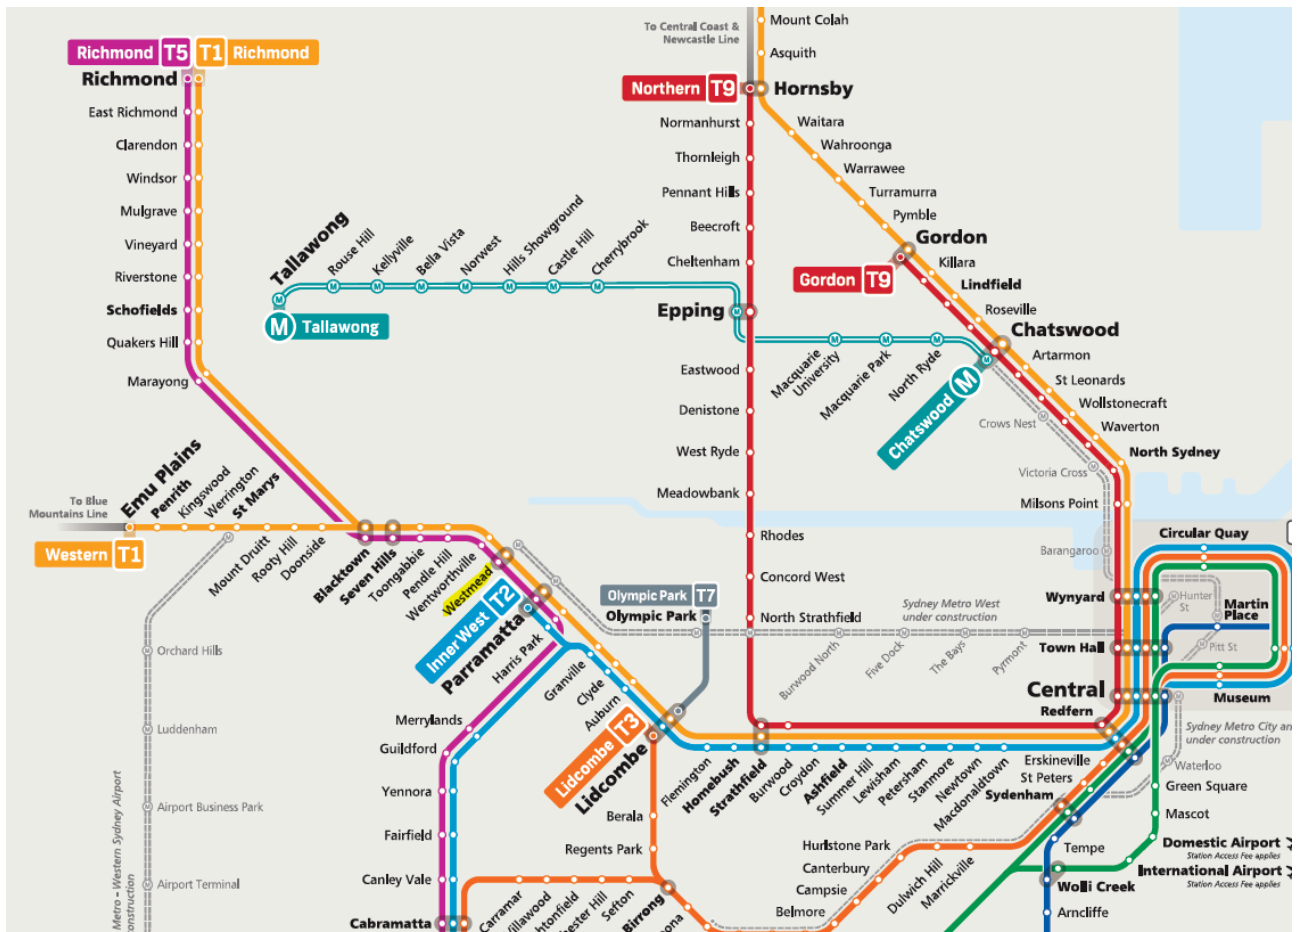 To Central Coast &
Newcastle Line
Mount Colah
Asquith
Richmond T5
T1 Richmond
Richmond
East Richmond
Clarendon
Windsor
Mulgrave
Vineyard
Riverstone
Schofields
Quakers Hill
Marayong
Northern T9
Hornsby
Normanhurst
Thornleigh
Pennant Hills
Beecroft
Cheltenham
Epping
Eastwood
Denistone
West Ryde
Meadowbank
Rhodes
Concord West
North Strathfield
Waitara
Wahroonga
Warrawee
Turramurra
Pymble
Gordon
Gordon T9
Killara
Lindfield
Roseville
Chatswood
Artarmon
St Leonards
Wollstonecraft
Waverton
North Sydney
Milsons Point
Tallawong
M Tallawong
Rouse Hill
Kellyville
Bella Vista
Norwest
Hills Showground
Castle Hill
Cherrybrook
Macquarie
University
Macquarie Park
North Ryde
Chatswood M
Crows Nest
Victoria Cross
Barangaroo
To Blue
Mountains Line
Western T1
Emu Plains
Penrith
Kingswood
Werrington
St Marys
Mount Druitt
Rooty Hill
Doonside
Blacktown
Seven Hills
Toongabbie
Pendle Hill
Wentworthville
Westmead
Inner West T2
Parramatta
Harris Park
Granville
Clyde
Auburn
Lidcombe T3
Lidcombe
Olympic Park T7
Olympic Park
Sydney Metro West
under construction
Burwood North
Five Dock
The Bays
Pyrmont
Circular Quay
Wynyard
Hunter
St
Martin
Place
Town Hall
Pitt St
Central
Museum
Redfern
Sydney Metro City an
under construction
Waterloo
Flemington
Homebush
Strathfield
Burwood
Croydon
Ashfield
Summer Hill
Lewisham
Petersham
Stanmore
Newtown
Macdonaldtown
Erskineville
St Peters
Sydenham
Green Square
Mascot
Domestic Airport
Station Access Fee applies
International Airport
Station Access Fee applies
Tempe
Wolli Creek
Arncliffe
Orchard Hills
Luddenham
Airport Business Park
Airport Terminal
Metro - Western Sydney Airport
onstruction
Merrylands
Guildford
Yennora
Fairfield
Canley Vale
Cabramatta
Carramar
illawood
htonfield
hester Hill
Sefton
Birrong
ona
Berala
Regents Park
Hurlstone Park
Canterbury
Campsie
Belmore
Dulwich Hill
Marrickville